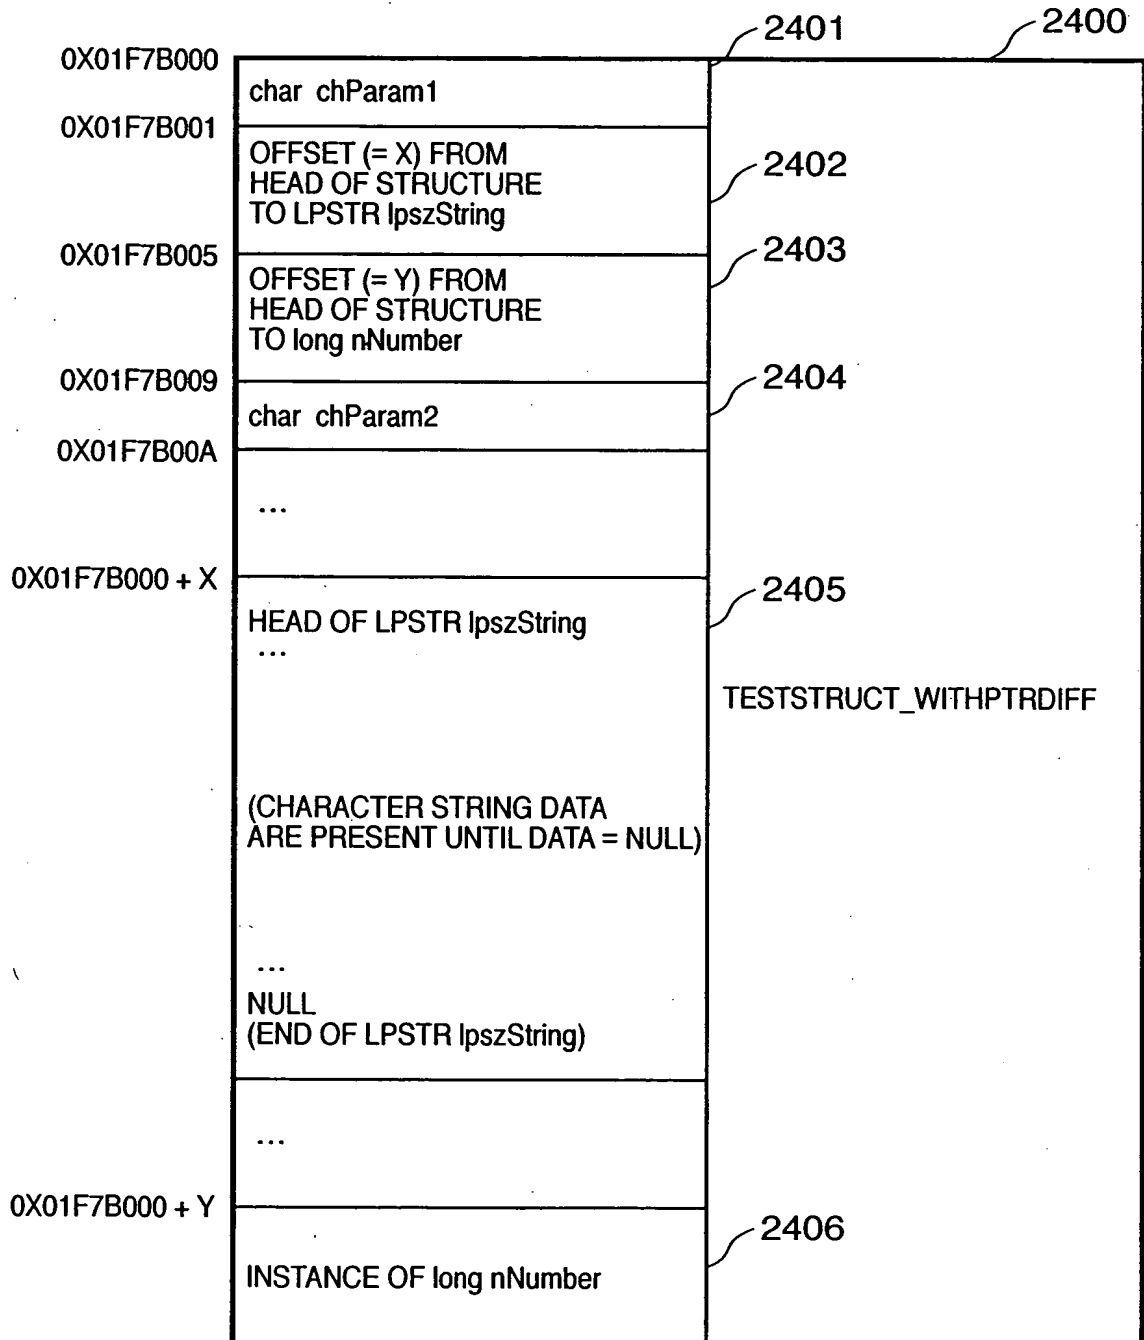 2401
2400
0X01F7B000
char chParam1
0X01F7B001
OFFSET (= X) FROM
HEAD OF STRUCTURE
TO LPSTR lpszString
2402
0X01F7B005
2403
OFFSET (= Y) FROM
HEAD OF STRUCTURE
TO long nNumber
0X01F7B009
2404
char chParam2
0X01F7B00A
...
0X01F7B000 + X
2405
HEAD OF LPSTR lpszString
...
TESTSTRUCT_WITHPTRDIFF
(CHARACTER STRING DATA
ARE PRESENT UNTIL DATA = NULL)
...
NULL
(END OF LPSTR lpszString)
...
0X01F7B000 + Y
2406
INSTANCE OF long nNumber